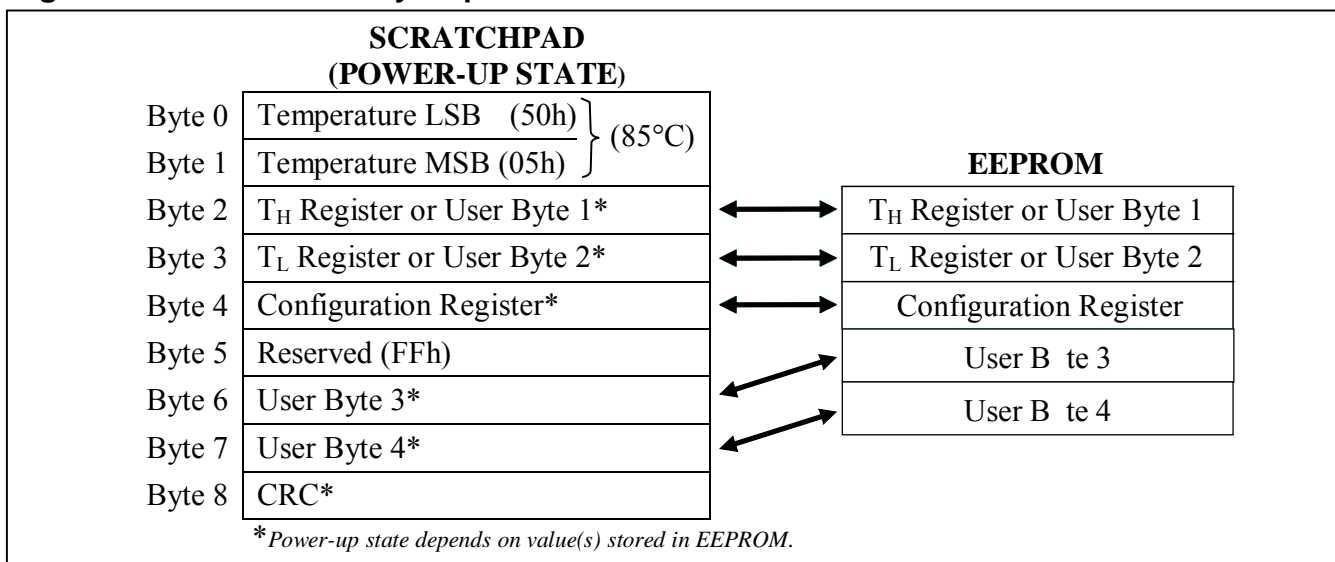 SCRATCHPAD
(POWER-UP STATE)
Byte 0 Temperature LSB (50h)
(85°C)
Byte 1 Temperature MSB (05h)
EEPROM
Byte 2 TH Register or User Byte 1* TH Register or User Byte 1
Byte 3 TL Register or User Byte 2* TL Register or User Byte 2
Byte 4 Configuration Register* Configuration Register
Byte 5 Reserved (FFh) User B te 3
Byte 6 User Byte 3* User B te 4
Byte 7 User Byte 4*
Byte 8 CRC*
*Power-up state depends on value(s) stored in EEPROM.